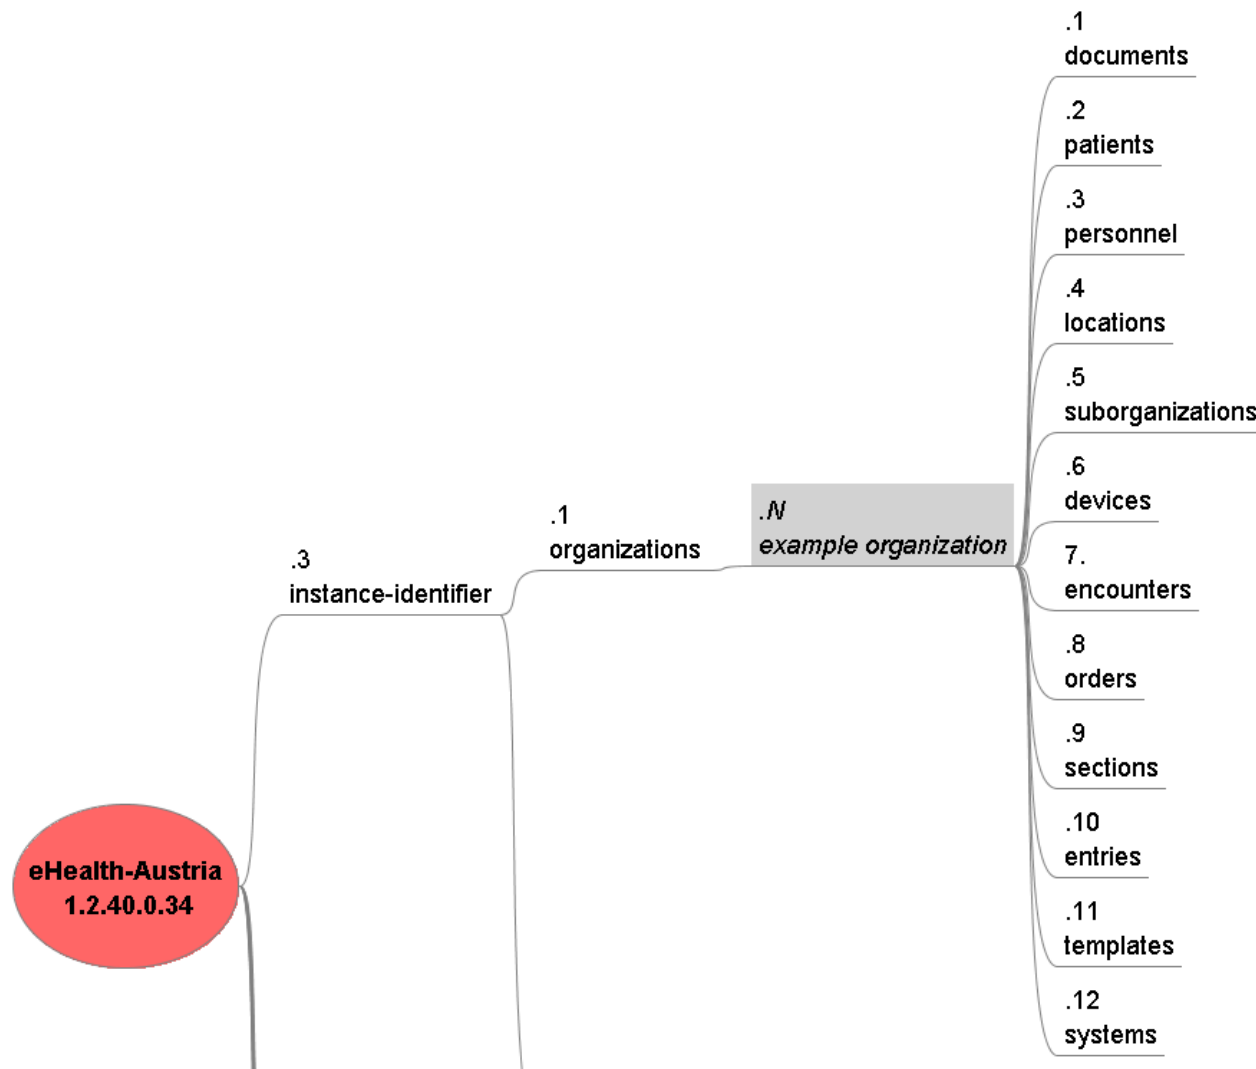 .1
documents
.2
patients
.3
personnel
.4
locations
.5
suborganizations
.6
devices
7.
encounters
.8
orders
.9
sections
.10
entries
.11
templates
.12
systems
.N
example organization
.1
organizations
.3
instance-identifier
eHealth-Austria
1.2.40.0.34